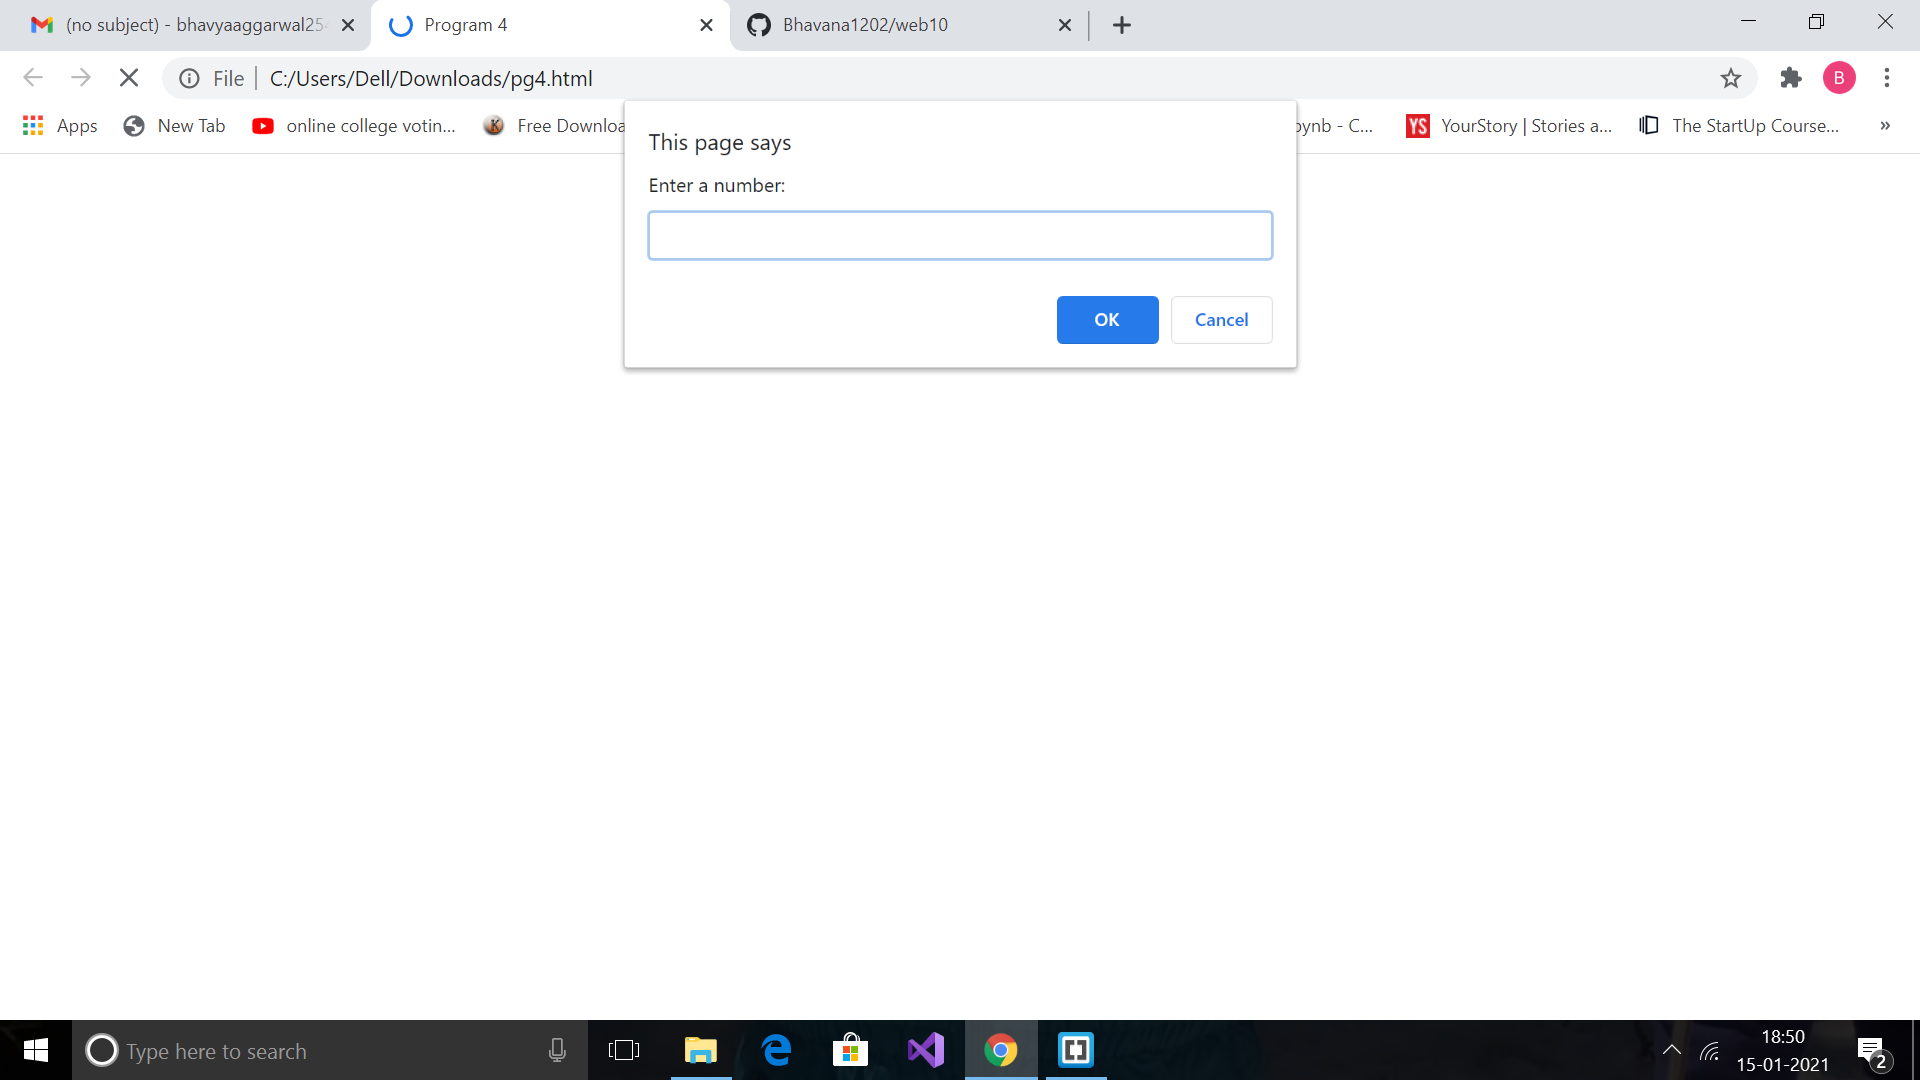 (no subject) - bhavyaaggarwal25
Program 4
Bhavana1202/web10
File
C:/Users/Dell/Downloads/pg4.html
B
Apps
New Tab
online college votin...
Free Downloa
ynb - C...
YS
YourStory | Stories a...
The StartUp Course...
»
This page says
Enter a number:
OK
Cancel
Type here to search
18:50
15-01-2021
2